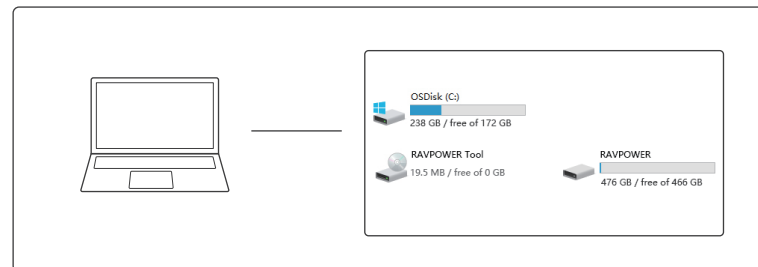 OSDisk (C:)
238 GB / free of 172 GB
RAVPOWER Tool
19.5 MB / free of 0 GB
RAVPOWER
476 GB / free of 466 GB